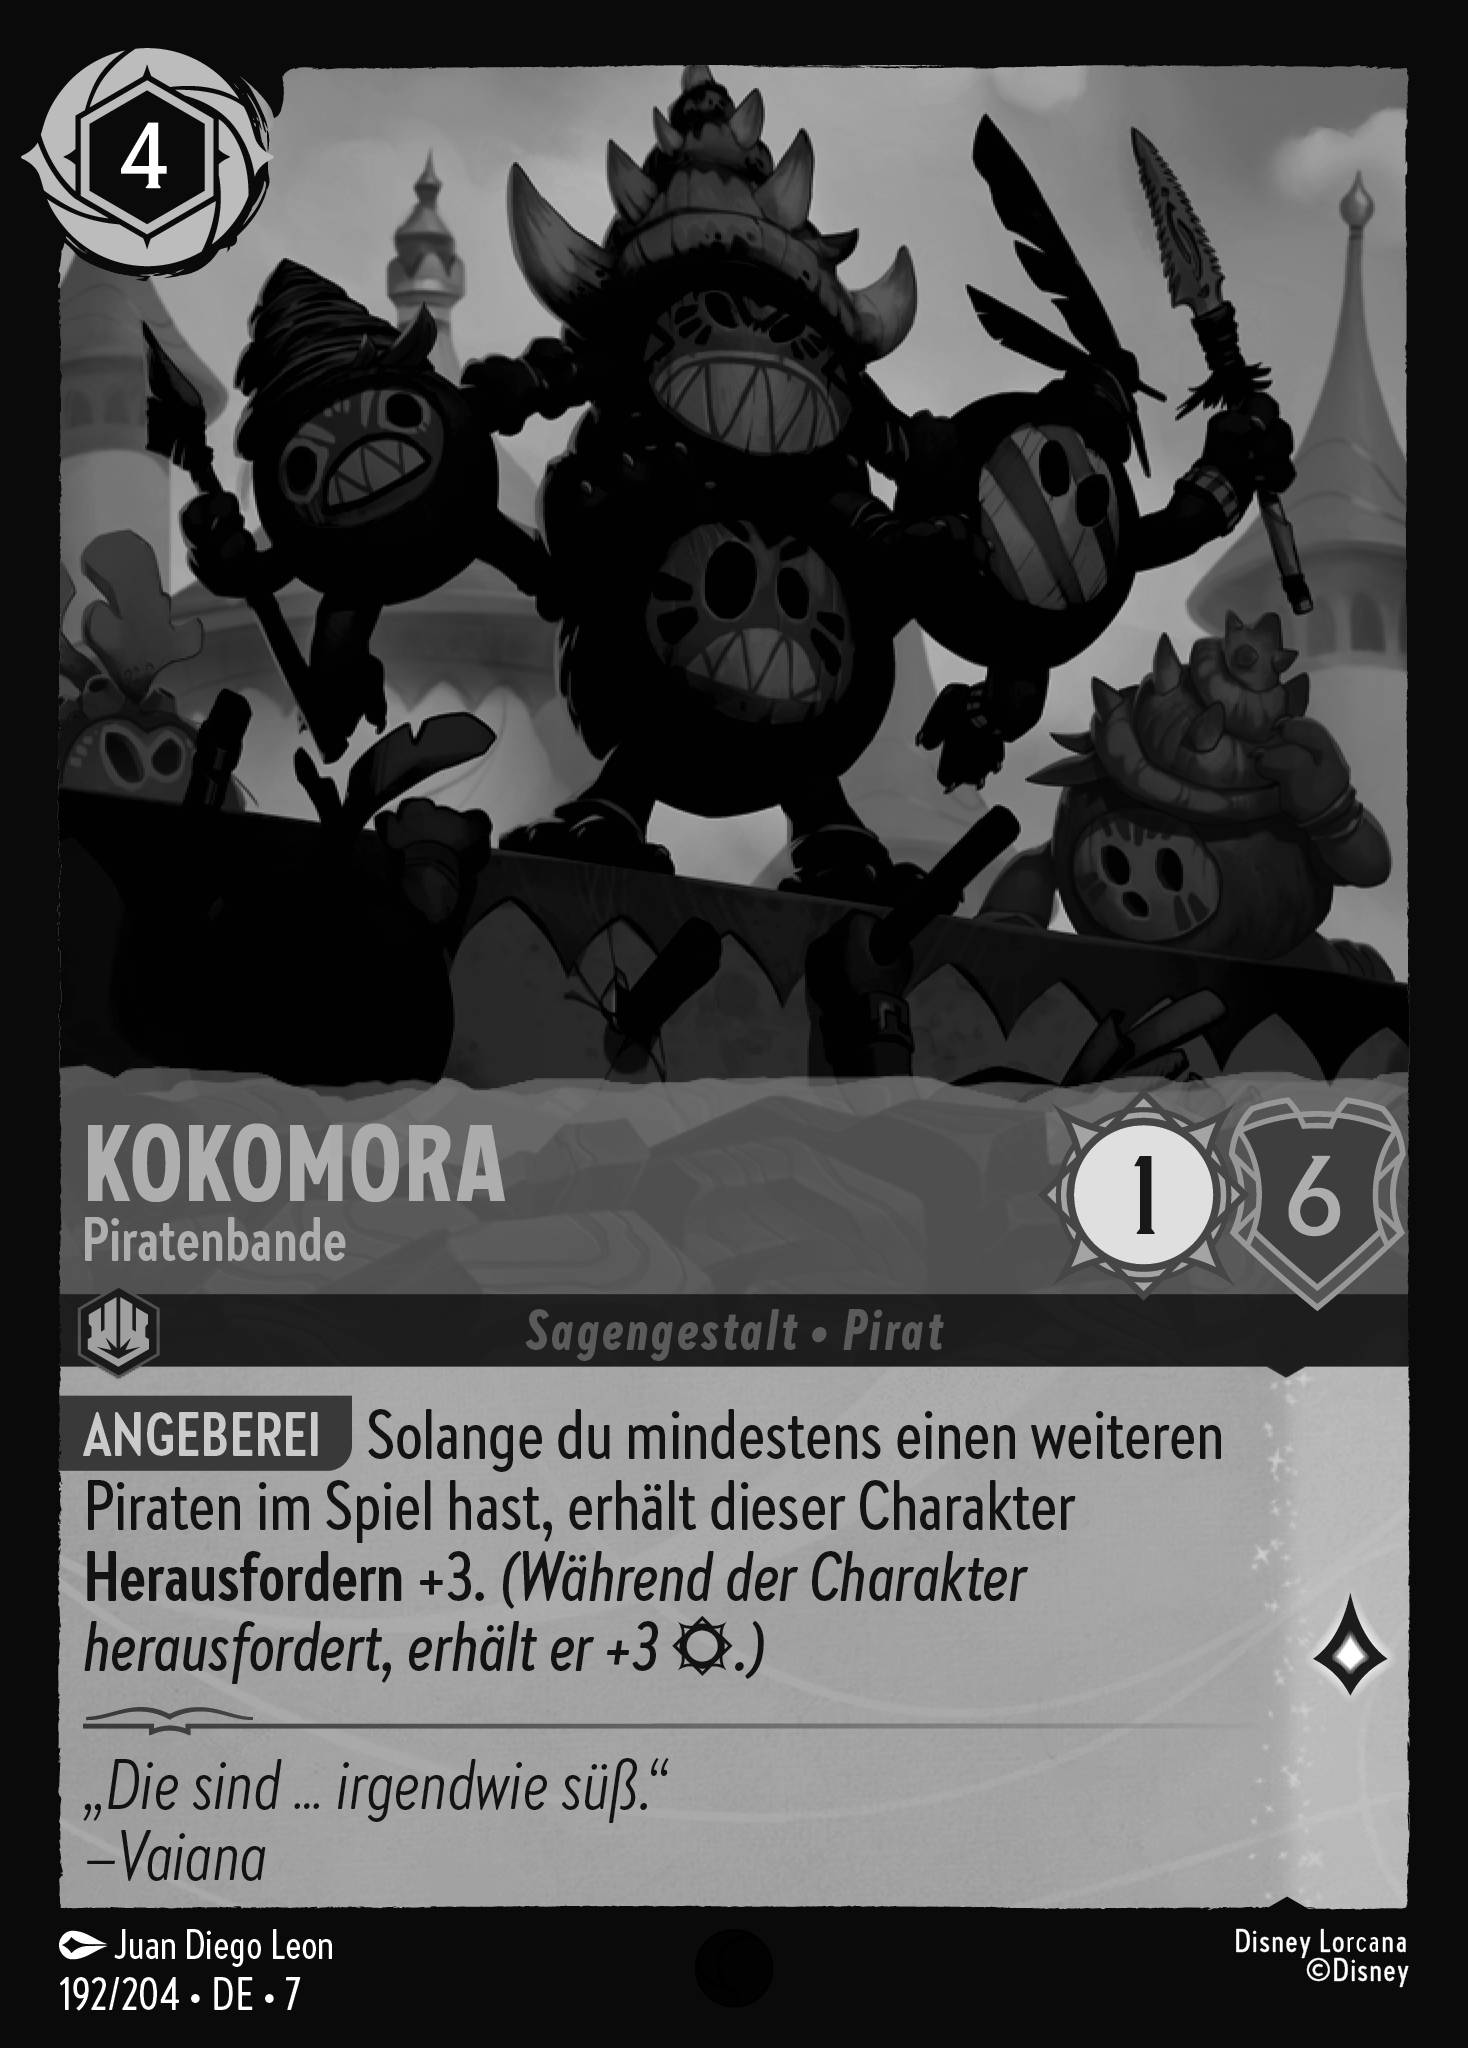 4
KOKOMORA
Piratenbande
1
6
Sagengestalt • Pirat
ANGEBEREI Solange du mindestens einen weiteren
Piraten im Spiel hast, erhält dieser Charakter
Herausfordern +3. (Während der Charakter
herausfordert, erhält er +3 .)
„Die sind ... irgendwie süß.“
–Vaiana
Juan Diego Leon
192/204 • DE • 7
Disney Lorcana
©Disney